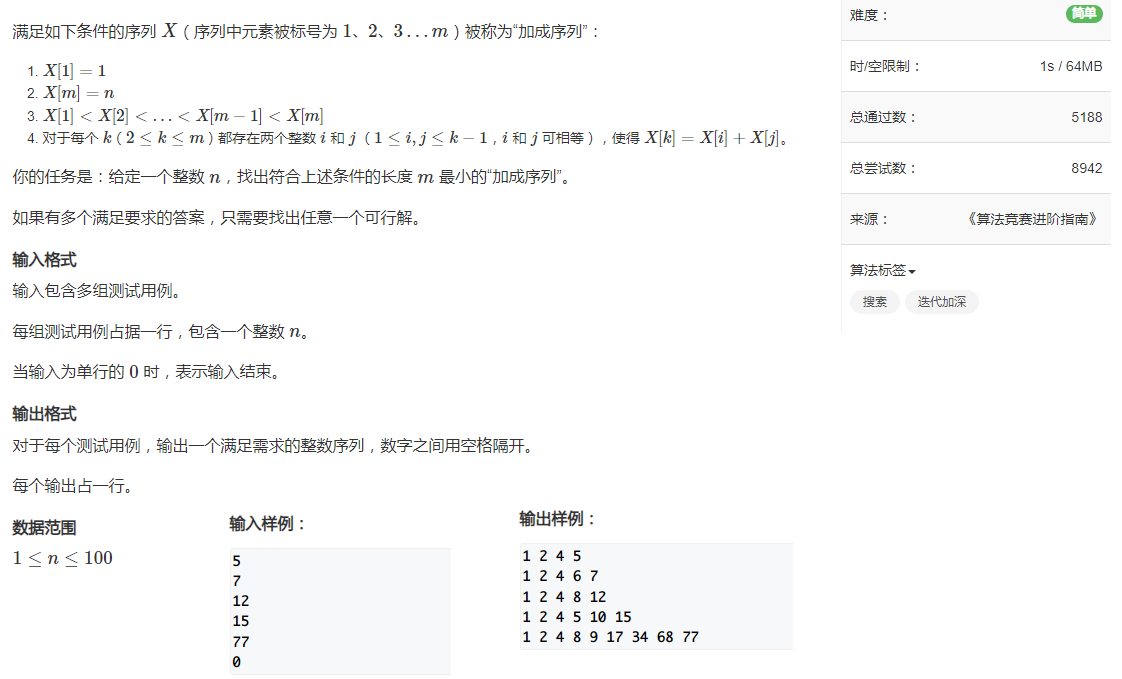 满足如下条件的序列 X（序列中元素被标号为 1、2、3…m）被称为“加成序列”：
1. X[1] = 1
2. X[m] = n
3. X[1] < X[2] < … < X[m − 1] < X[m]
4. 对于每个 k（2 ≤ k ≤ m）都存在两个整数 i 和 j（1 ≤ i, j ≤ k − 1，i 和 j 可相等），使得 X[k] = X[i] + X[j]。
你的任务是：给定一个整数 n，找出符合上述条件的长度 m 最小的“加成序列”。
如果有多个满足要求的答案，只需要找出任意一个可行解。
输入格式
输入包含多组测试用例。
每组测试用例占据一行，包含一个整数 n。
当输入为单行的 0 时，表示输入结束。
输出格式
对于每个测试用例，输出一个满足需求的整数序列，数字之间用空格隔开。
每个输出占一行。
数据范围
1 ≤ n ≤ 100
输入样例：
5
7
12
15
77
0
输出样例：
1 2 4 5
1 2 4 6 7
1 2 4 8 12
1 2 4 5 10 15
1 2 4 8 9 17 34 68 77
难度： 简单
时/空限制： 1s / 64MB
总通过数： 5188
总尝试数： 8942
来源： 《算法竞赛进阶指南》
算法标签
搜索 迭代加深